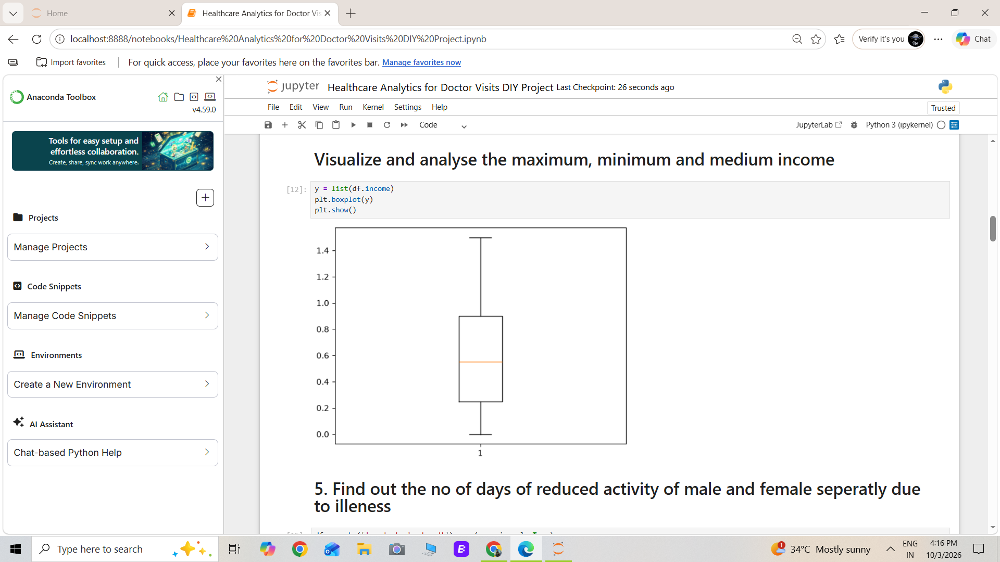 Home
Healthcare Analytics for Doctor Vis
localhost:8888/notebooks/Healthcare%20Analytics%20for%20Doctor%20Visits%20DIY%20Project.ipynb
Verify it's you
Chat
Import favorites
For quick access, place your favorites here on the favorites bar. Manage favorites now
Anaconda Toolbox
v4.59.0
Tools for easy setup and
effortless collaboration.
Create, share, sync work anywhere.
Projects
Manage Projects
Code Snippets
Manage Code Snippets
Environments
Create a New Environment
AI Assistant
Chat-based Python Help
jupyter Healthcare Analytics for Doctor Visits DIY Project Last Checkpoint: 26 seconds ago
File Edit View Run Kernel Settings Help
Trusted
Code
JupyterLab
Python 3 (ipykernel)
Visualize and analyse the maximum, minimum and medium income
[12]:
y = list(df.income)
plt.boxplot(y)
plt.show()
1.4
1.2
1.0
0.8
0.6
0.4
0.2
0.0
1
5. Find out the no of days of reduced activity of male and female seperatly due
to illeness
Type here to search
1
34°C Mostly sunny
ENG
IN
4:16 PM
10/3/2026